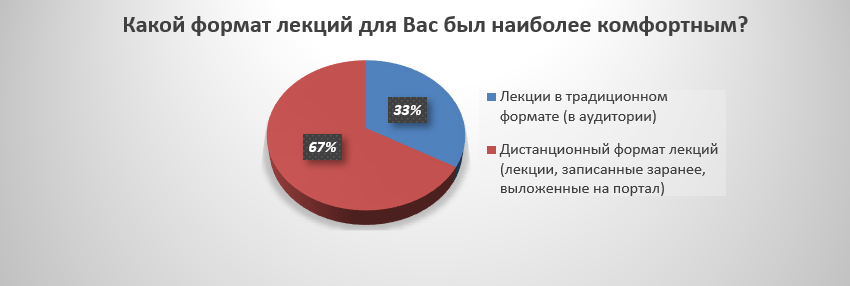 Какой формат лекций для Вас был наиболее комфортным?
33%
67%
Лекции в традиционном
формате (в аудитории)
Дистанционный формат лекций
(лекции, записанные заранее,
выложенные на портал)